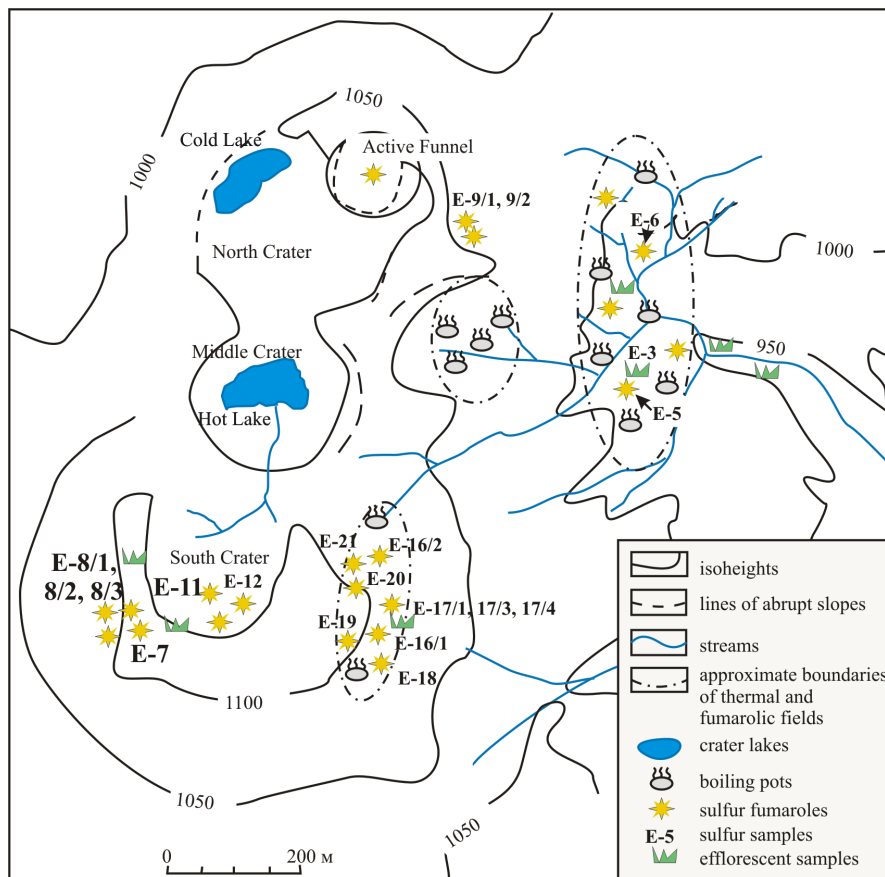 1050
Cold Lake
Active Funnel
1000
E-9/1, 9/2
E-6
North Crater
1000
950
Middle Crater
E-3
Hot Lake
E-5
E-21
E-16/2
South Crater
E-8/1,
8/2, 8/3
E-11
E-12
E-20
E-17/1, 17/3, 17/4
E-19
E-16/1
E-7
E-18
1100
1050
1050
0
200 м
isoheights
lines of abrupt slopes
streams
approximate boundaries
of thermal and
fumarolic fields
crater lakes
boiling pots
sulfur fumaroles
E-5 sulfur samples
efflorescent samples